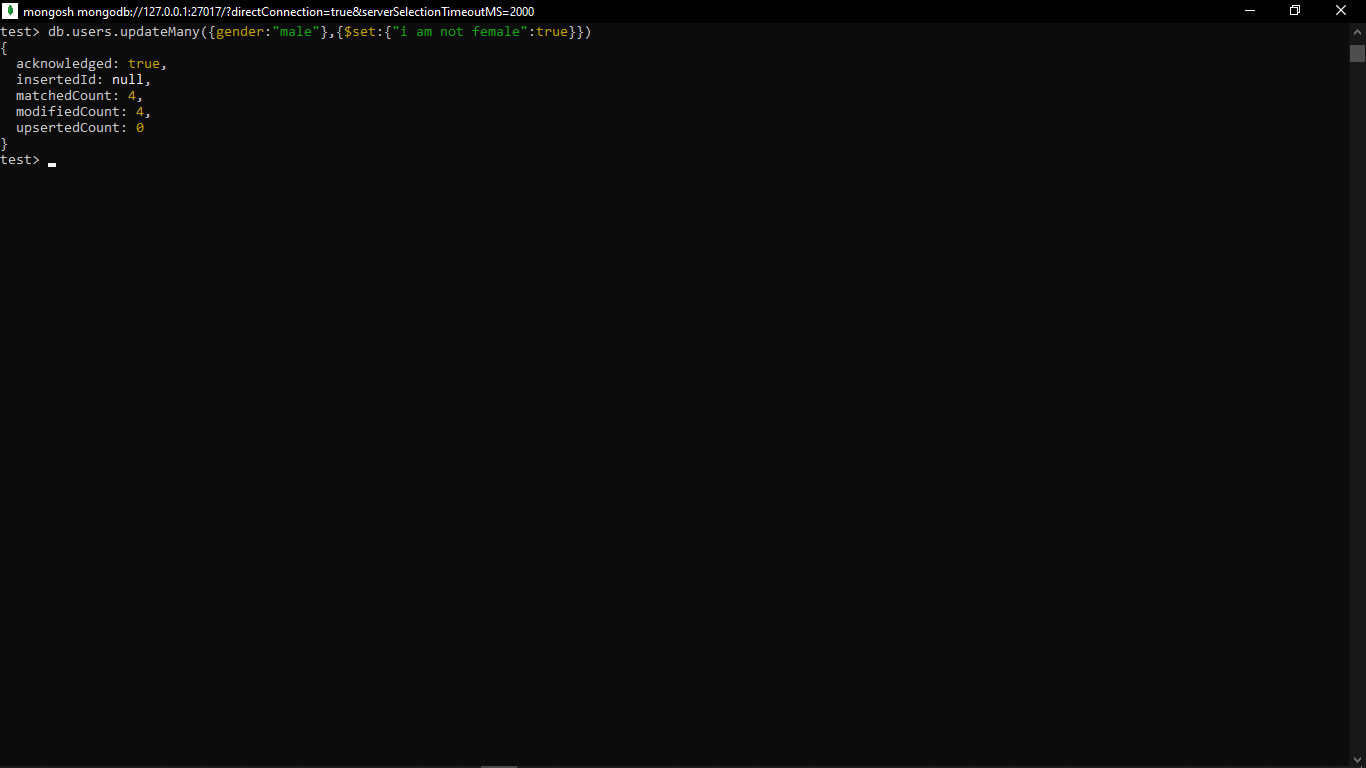 mongosh mongodb://127.0.0.1:27017/?directConnection=true&serverSelectionTimeoutMS=2000
test> db.users.updateMany({gender:"male"},{$set:{"i am not female":true}})
{
  acknowledged: true,
  insertedId: null,
  matchedCount: 4,
  modifiedCount: 4,
  upsertedCount: 0
}
test>